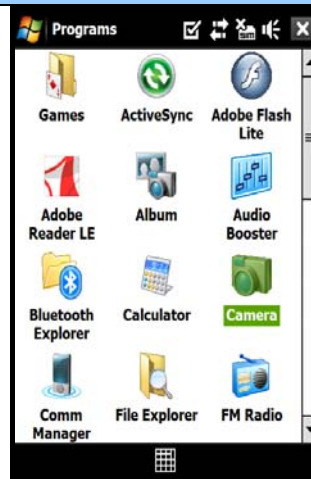 Programs
Games
ActiveSync
Adobe Flash
Lite
Adobe
Reader LE
Album
Audio
Booster
Bluetooth
Explorer
Calculator
Camera
Comm
Manager
File Explorer
FM Radio